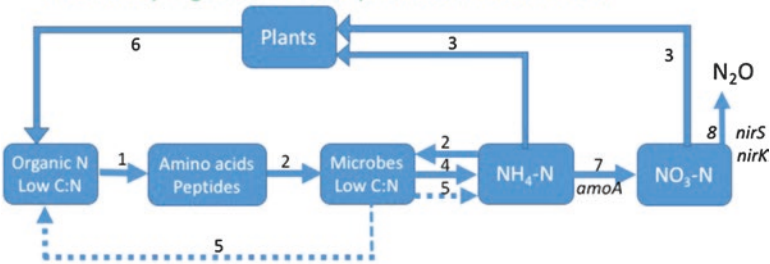 Plants
6
3
3
N₂O
8
nirS
nirK
Organic N
Low C:N
1
Amino acids
Peptides
2
Microbes
Low C:N
2
4
5
NH₄-N
7
amoA
NO₃-N
5